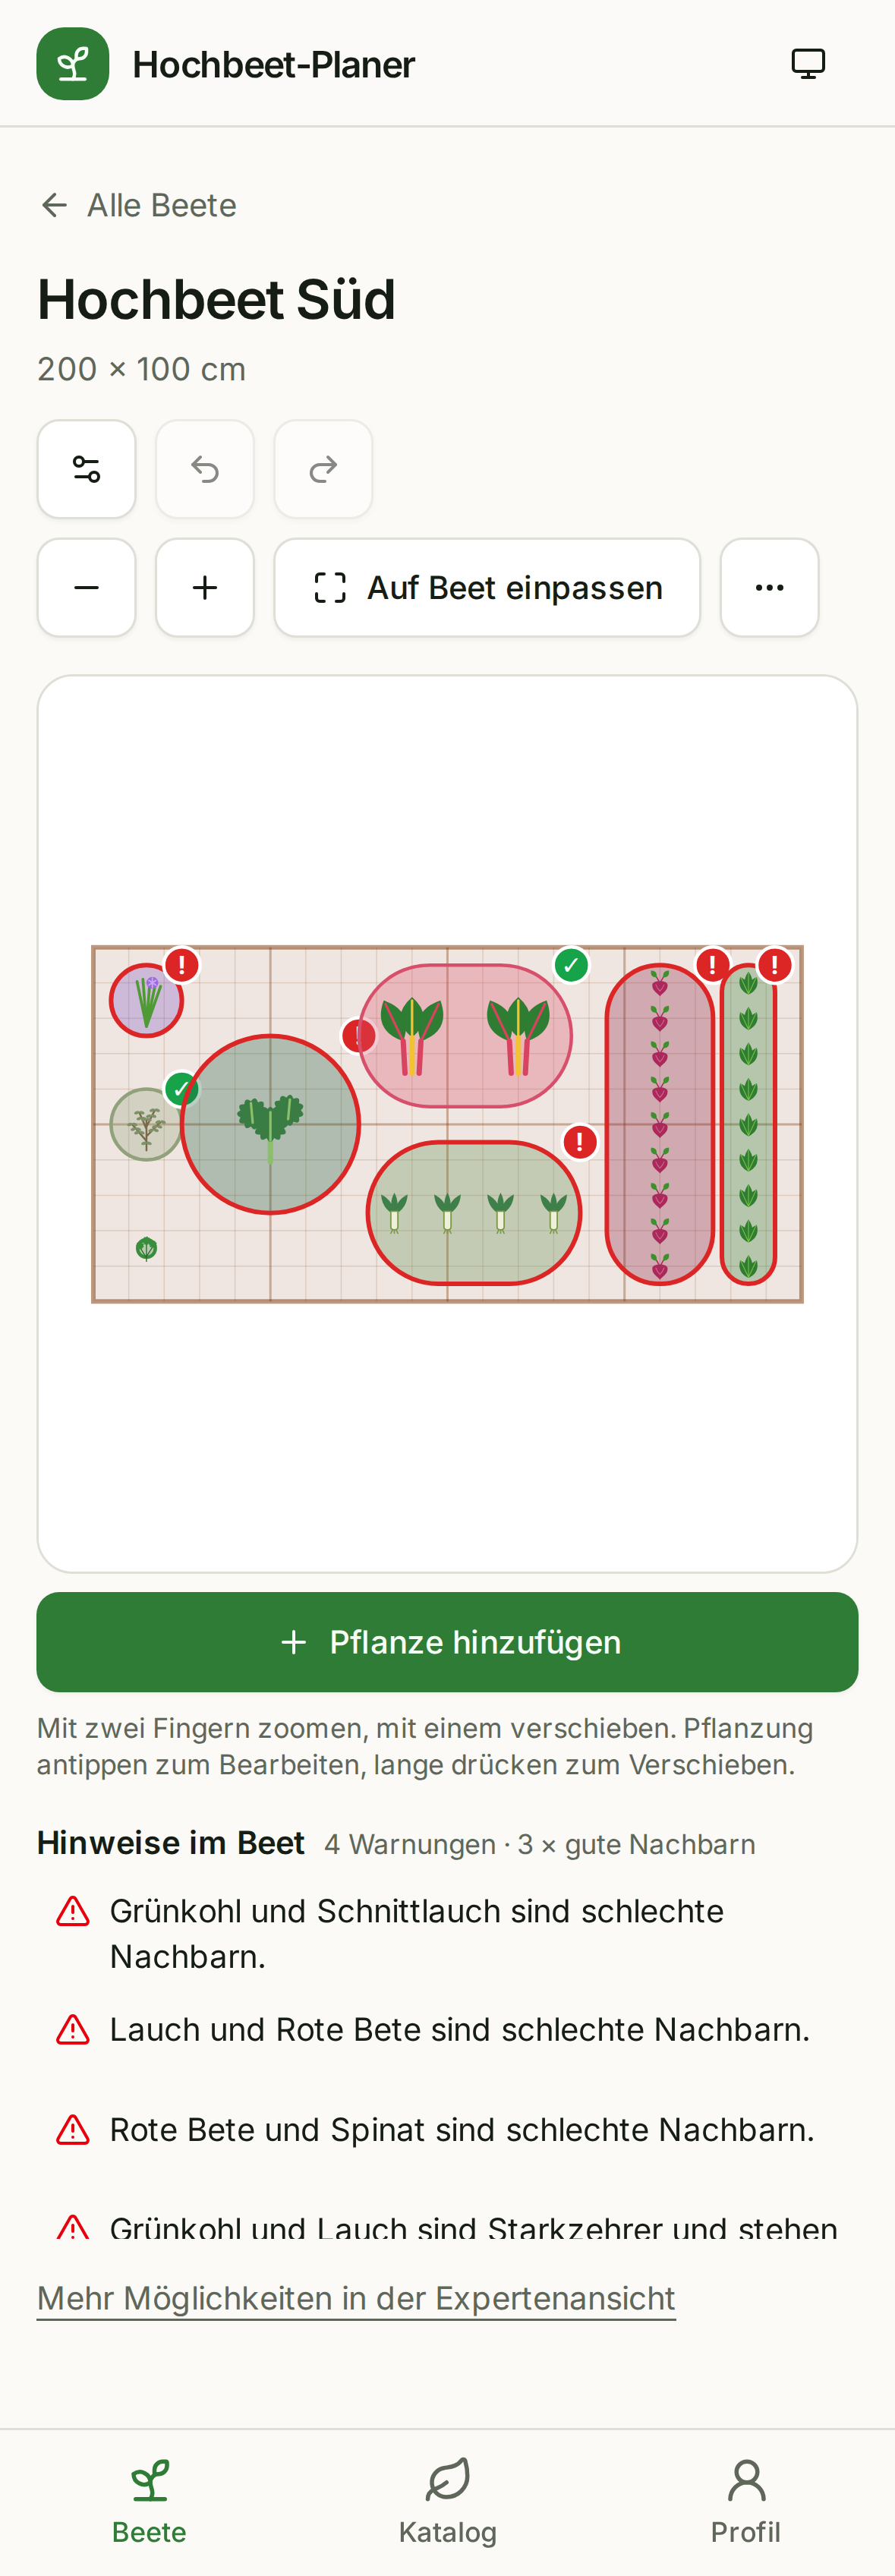 Hochbeet-Planer
Alle Beete
Hochbeet Süd
200 × 100 cm
Auf Beet einpassen
Pflanze hinzufügen
Mit zwei Fingern zoomen, mit einem verschieben. Pflanzung
antippen zum Bearbeiten, lange drücken zum Verschieben.
Hinweise im Beet 4 Warnungen · 3 × gute Nachbarn
Grünkohl und Schnittlauch sind schlechte
Nachbarn.
Lauch und Rote Bete sind schlechte Nachbarn.
Rote Bete und Spinat sind schlechte Nachbarn.
Grünkohl und Lauch sind Starkzehrer und stehen
Mehr Möglichkeiten in der Expertenansicht
Beete
Katalog
Profil